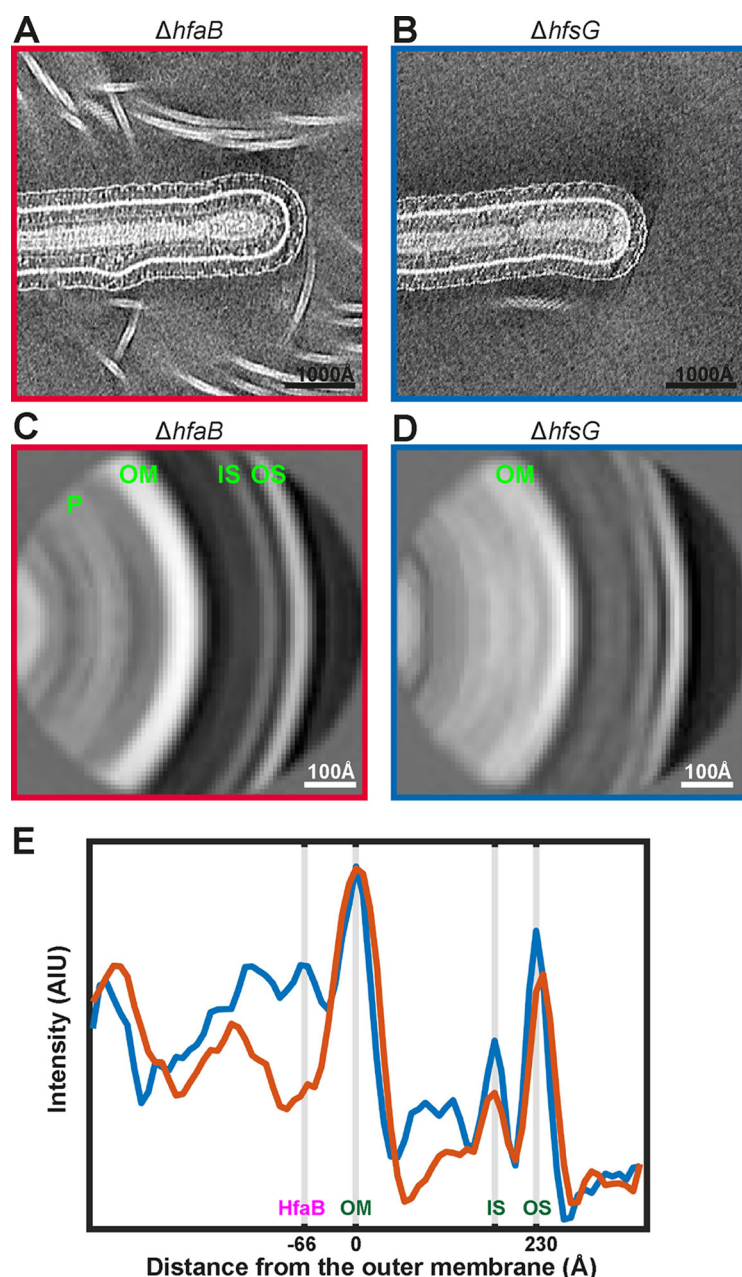 A ΔhfaB
B ΔhfsG
1000Å
1000Å
C ΔhfaB
D ΔhfsG
OM IS OS
P
OM
100Å
100Å
E
Intensity (AIU)
HfaB OM IS OS
-66 0 230
Distance from the outer membrane (Å)